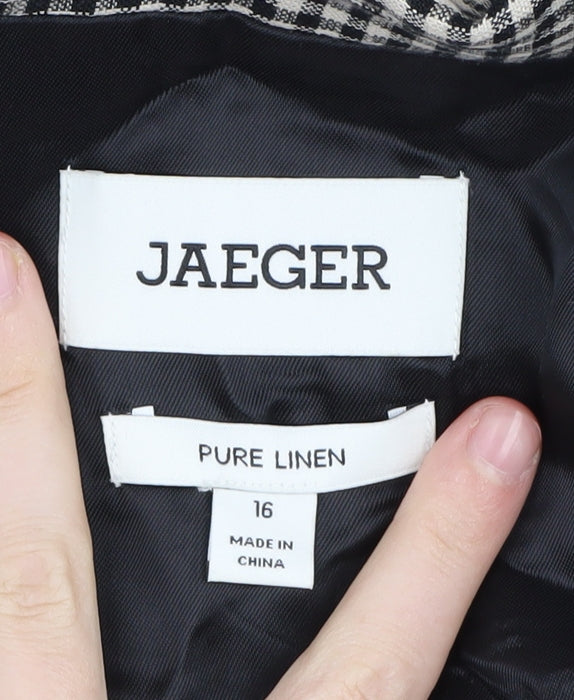 JAEGER
PURE LINEN
16
MADE IN
CHINA